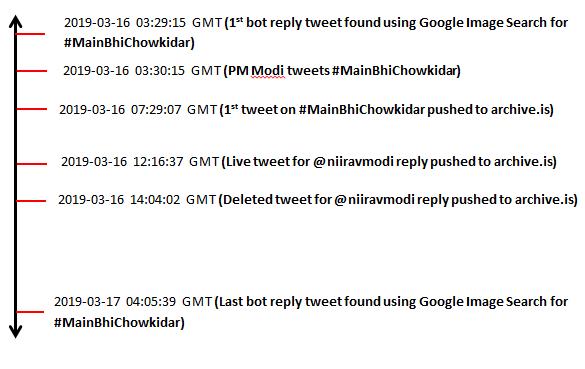 2019-03-16 03:29:15 GMT (1st bot reply tweet found using Google Image Search for
#MainBhiChowkidar)
2019-03-16 03:30:15 GMT (PM Modi tweets #MainBhiChowkidar)
2019-03-16 07:29:07 GMT (1st tweet on #MainBhiChowkidar pushed to archive.is)
2019-03-16 12:16:37 GMT (Live tweet for @niiravmodi reply pushed to archive.is)
2019-03-16 14:04:02 GMT (Deleted tweet for @niiravmodi reply pushed to archive.is)
2019-03-17 04:05:39 GMT (Last bot reply tweet found using Google Image Search for
#MainBhiChowkidar)